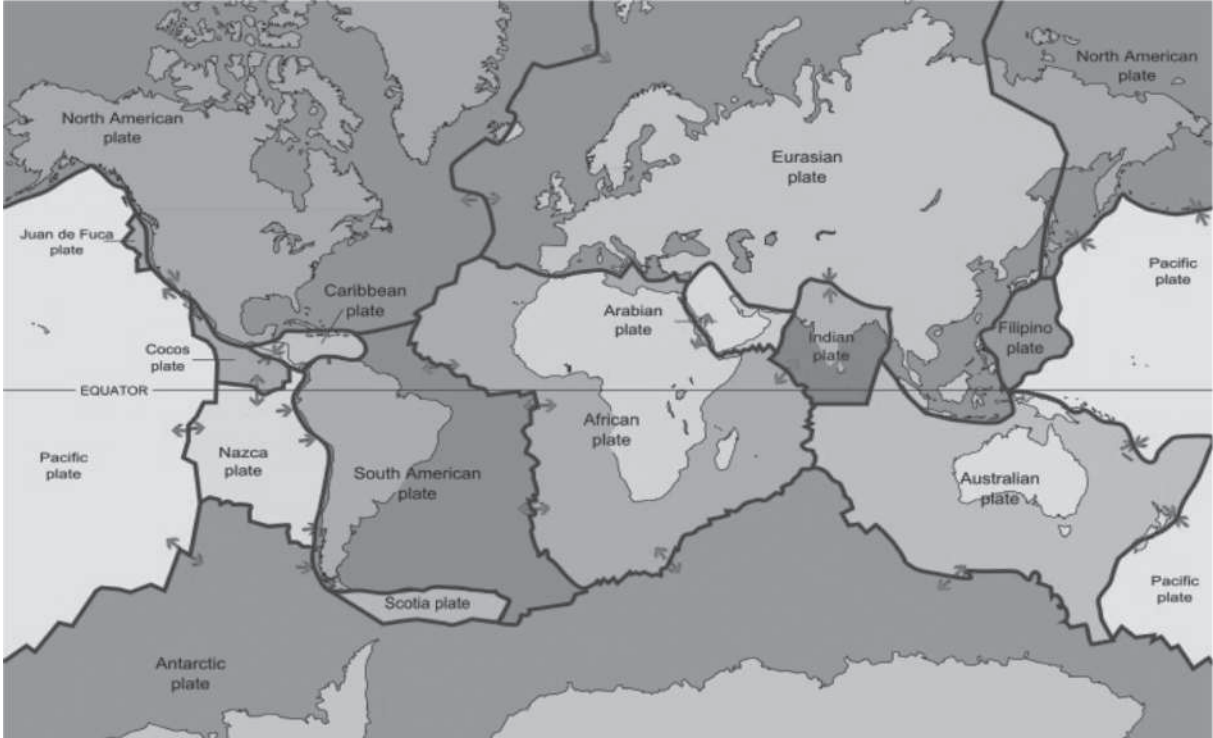 North American
plate
North American
plate
Eurasian
plate
Juan de Fuca
plate
Pacific
plate
Caribbean
plate
Arabian
plate
Indian
plate
Filipino
plate
Cocos
plate
EQUATOR
African
plate
Nazca
plate
Pacific
plate
South American
plate
Australian
plate
Scotia plate
Pacific
plate
Antarctic
plate